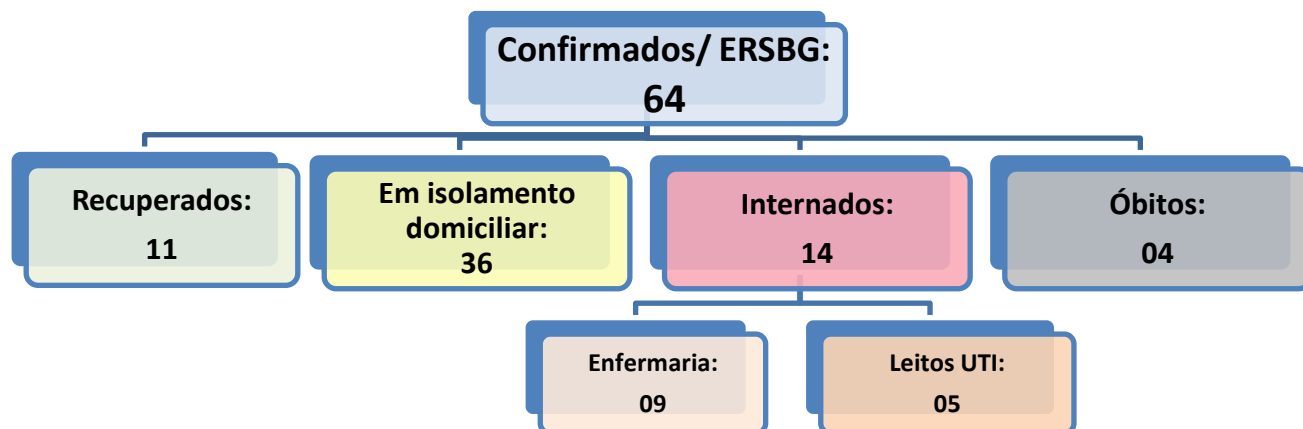 Confirmados/ ERSBG:
64
Recuperados:
11
Em isolamento
domiciliar:
36
Internados:
14
Óbitos:
04
Enfermaria:
09
Leitos UTI:
05